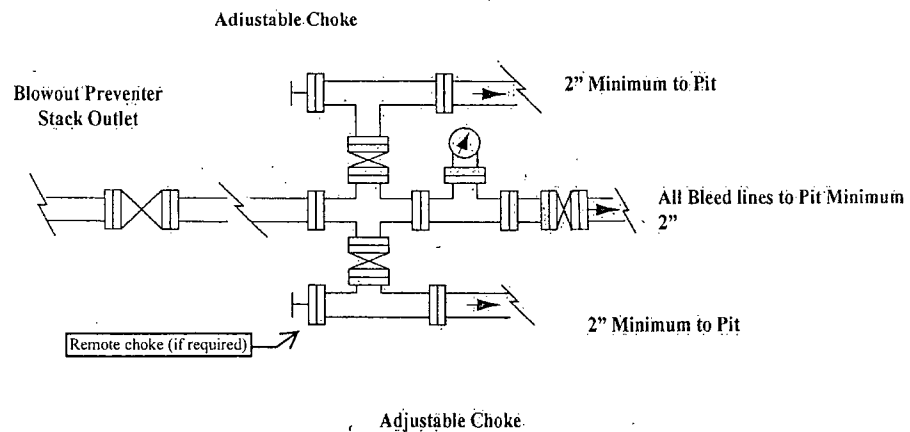 Adjustable Choke
Blowout Preventer
Stack Outlet
2" Minimum to Pit
All Bleed lines to Pit Minimum
2"
2" Minimum to Pit
Remote choke (if required)
Adjustable Choke